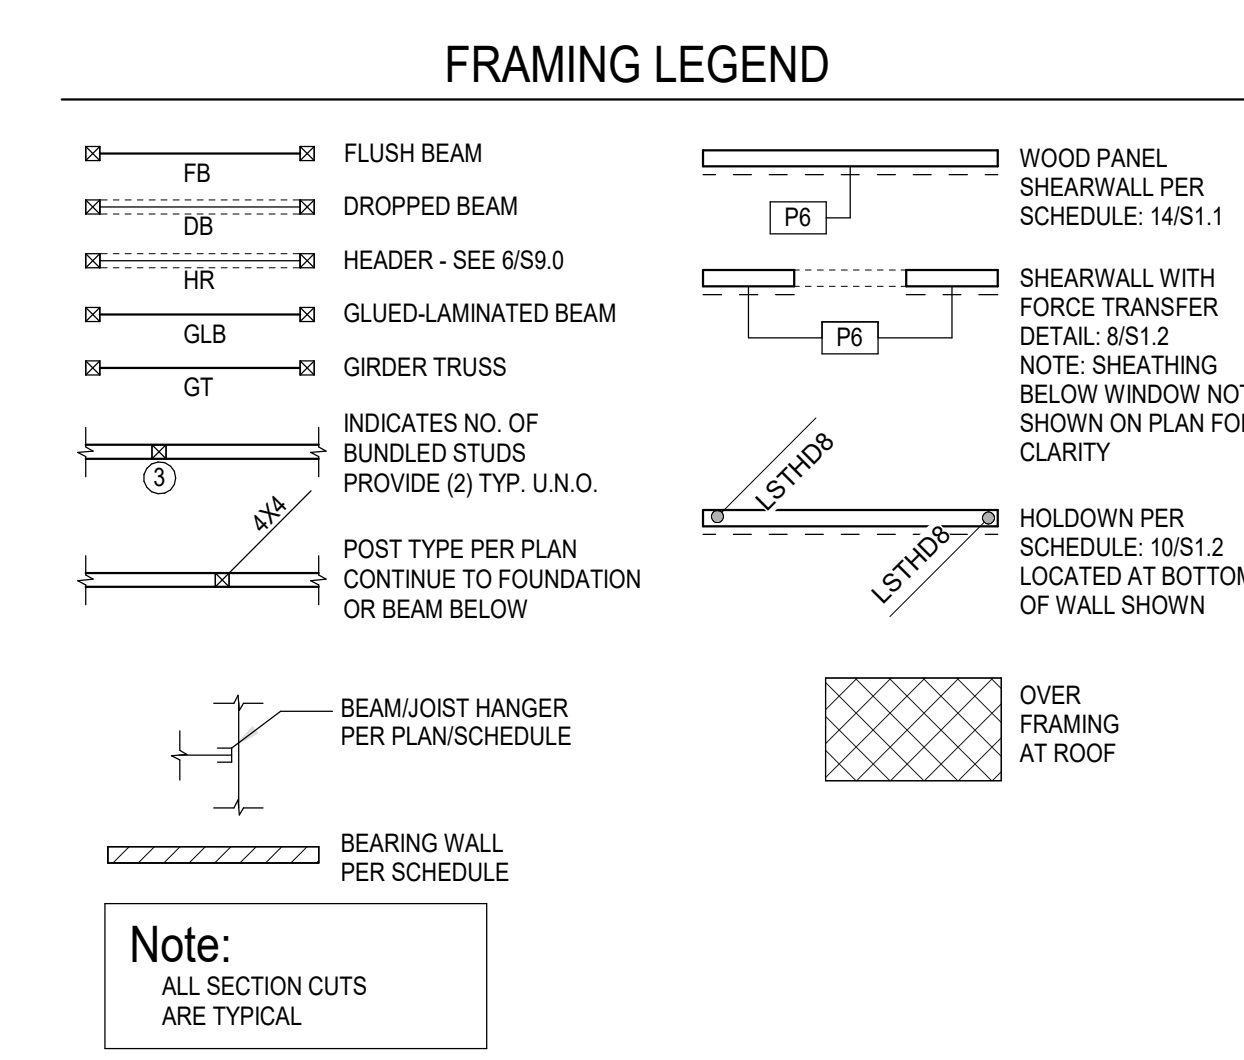 FRAMING LEGEND
FB
FLUSH BEAM
DB
DROPPED BEAM
HR
HEADER - SEE 6/S9.0
GLB
GLUED-LAMINATED BEAM
GT
GIRDER TRUSS
3
INDICATES NO. OF
BUNDLED STUDS
PROVIDE (2) TYP. U.N.O.
4X4
POST TYPE PER PLAN
CONTINUE TO FOUNDATION
OR BEAM BELOW
BEAM/JOIST HANGER
PER PLAN/SCHEDULE
BEARING WALL
PER SCHEDULE
Note:
ALL SECTION CUTS
ARE TYPICAL
P6
WOOD PANEL
SHEARWALL PER
SCHEDULE: 14/S1.1
P6
SHEARWALL WITH
FORCE TRANSFER
DETAIL: 8/S1.2
NOTE: SHEATHING
BELOW WINDOW NOT
SHOWN ON PLAN FO
CLARITY
LSTHD8
LSTHD8
HOLDOWN PER
SCHEDULE: 10/S1.2
LOCATED AT BOTTOM
OF WALL SHOWN
OVER
FRAMING
AT ROOF